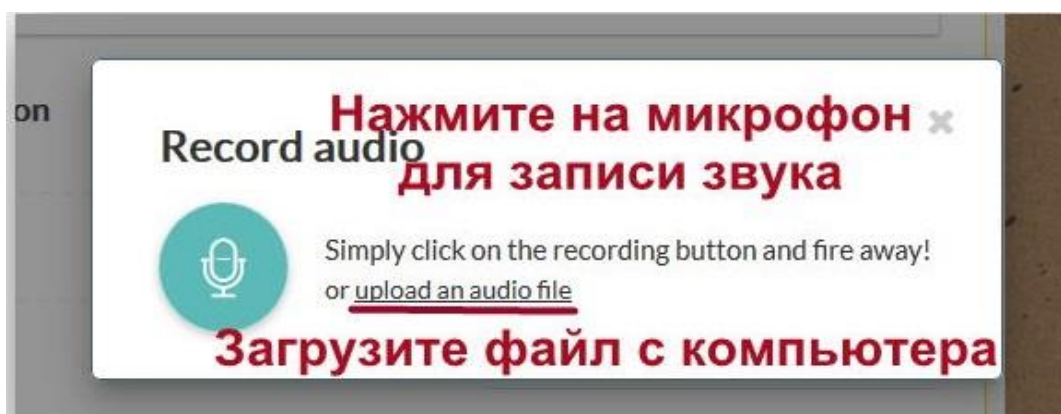 on
Нажмите на микрофон
Record audio
для записи звука
Simply click on the recording button and fire away!
or upload an audio file
Загрузите файл с компьютера